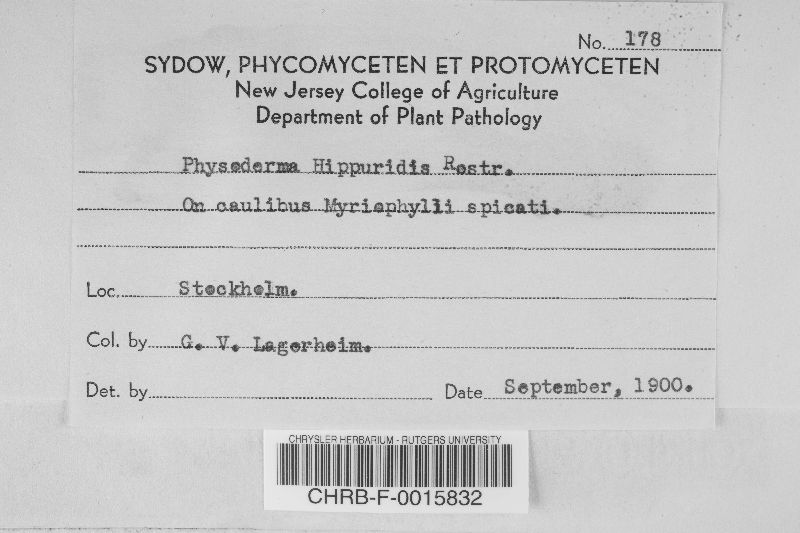 No. 178
SYDOW, PHYCOMYCETEN ET PROTOMYCETEN
New Jersey College of Agriculture
Department of Plant Pathology
Physoderma Hippuridis Rostr.
On caulibus Myriophylli spicati.
Loc. Stockholm.
Col. by G. V. Lagerheim.
Det. by
Date September, 1900.
CHRYSLER HERBARIUM - RUTGERS UNIVERSITY
CHRB-F-0015832